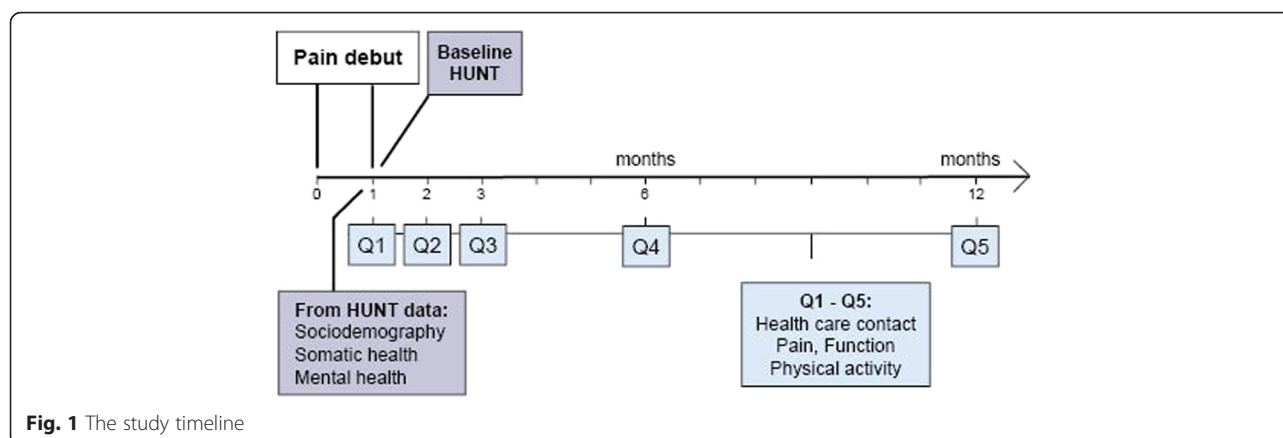 Pain debut
Baseline
HUNT
months
months
0 1 2 3 6 12
Q1 Q2 Q3 Q4 Q5
From HUNT data:
Sociodemography
Somatic health
Mental health
Q1 - Q5:
Health care contact
Pain, Function
Physical activity
Fig. 1 The study timeline